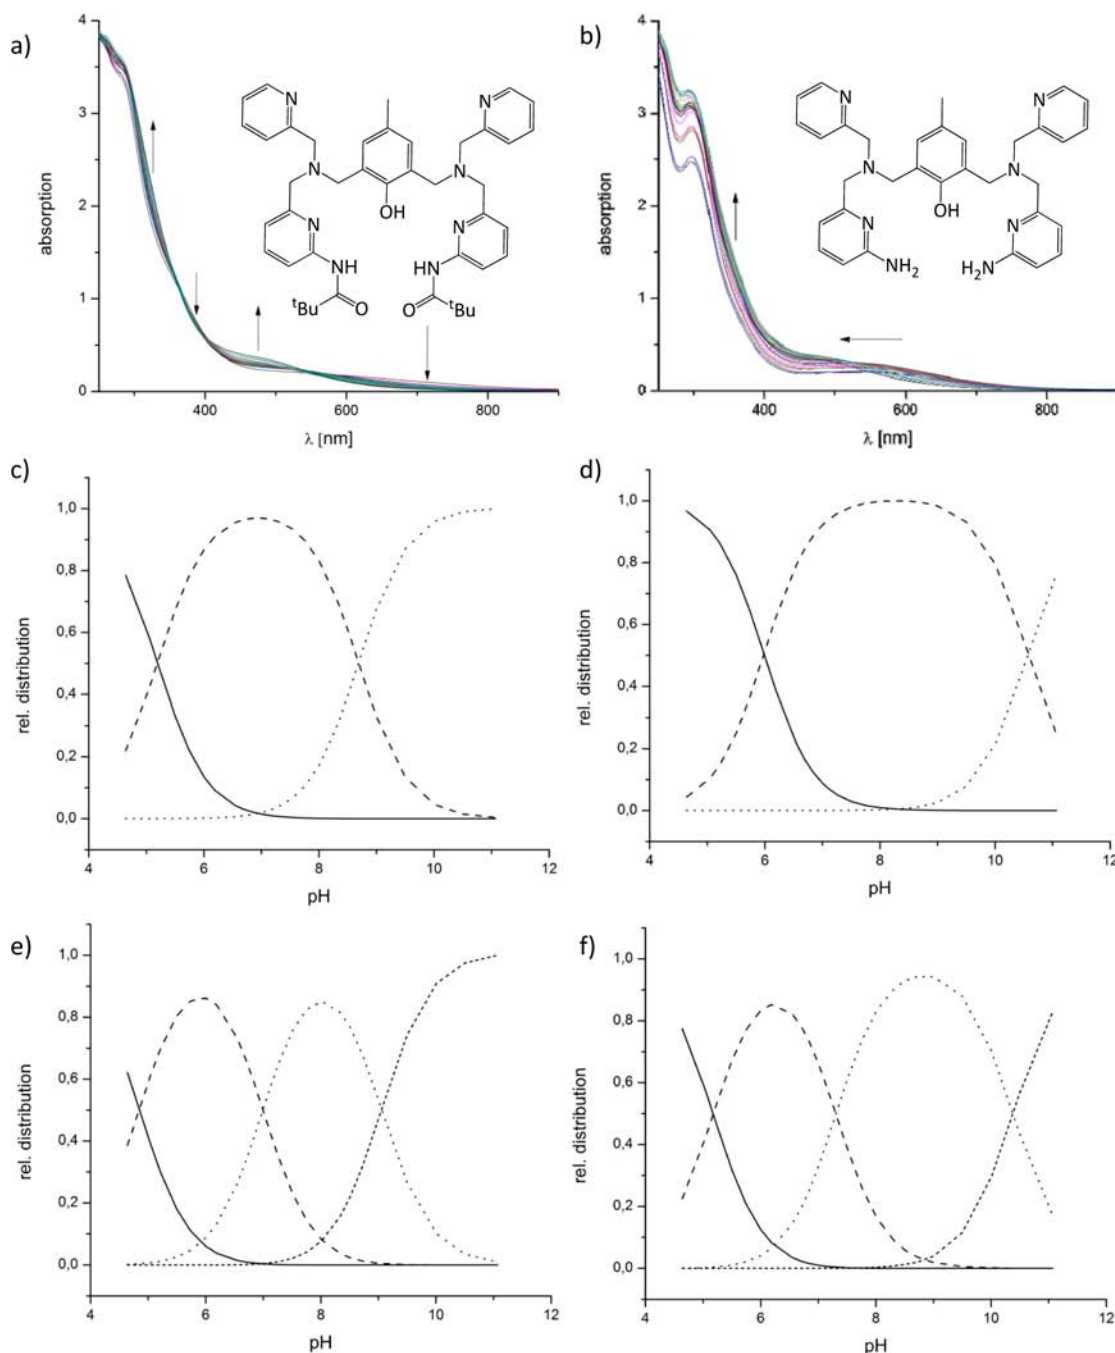 a)
absorption
4
3
2
1
0
400
600
800
λ [nm]
N
N
N
N
N
N
OH
NH
HN
O
O
tBu
tBu
b)
absorption
4
3
2
1
0
400
600
800
λ [nm]
N
N
N
N
N
N
OH
NH2
H2N
c)
rel. distribution
1,0
0,8
0,6
0,4
0,2
0,0
4
6
8
10
12
pH
d)
rel. distribution
1,0
0,8
0,6
0,4
0,2
0,0
4
6
8
10
12
pH
e)
rel. distribution
1,0
0,8
0,6
0,4
0,2
0,0
4
6
8
10
12
pH
f)
rel. distribution
1,0
0,8
0,6
0,4
0,2
0,0
4
6
8
10
12
pH